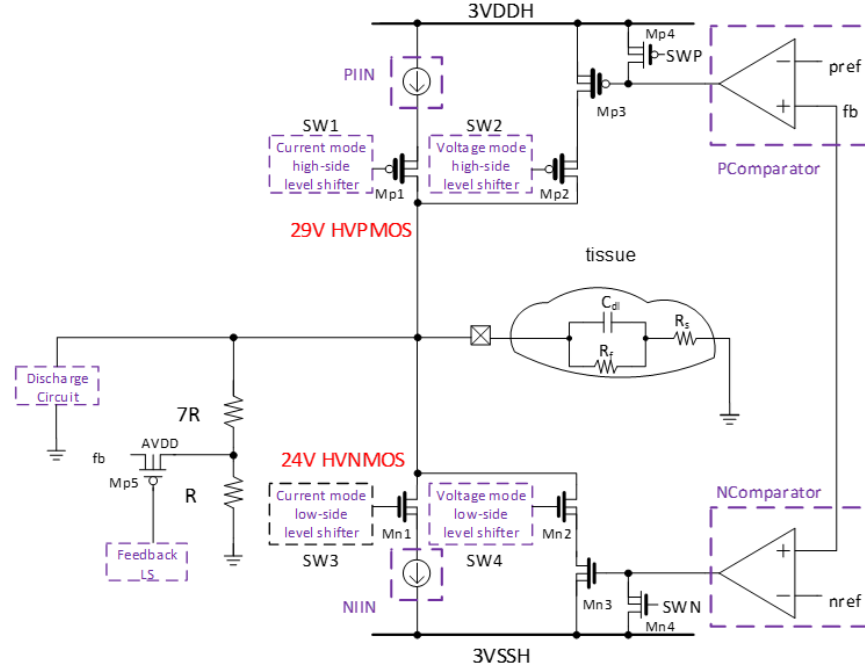 3VDDH
Mp4
SWP
PIIN
Mp3
pref
fb
SW1
SW2
Current mode
high-side
level shifter
Voltage mode
high-side
level shifter
Mp1
Mp2
PComparator
29V HVPMOS
tissue
Cdl
Rs
Rf
Discharge
Circuit
7R
AVDD
fb
Mp5
R
24V HVNMOS
NComparator
Current mode
low-side
level shifter
Voltage mode
low-side
level shifter
Mn1
Mn2
Feedback
LS
SW3
SW4
NIIN
Mn3
SWN
Mn4
nref
3VSSH
+
−
+
−